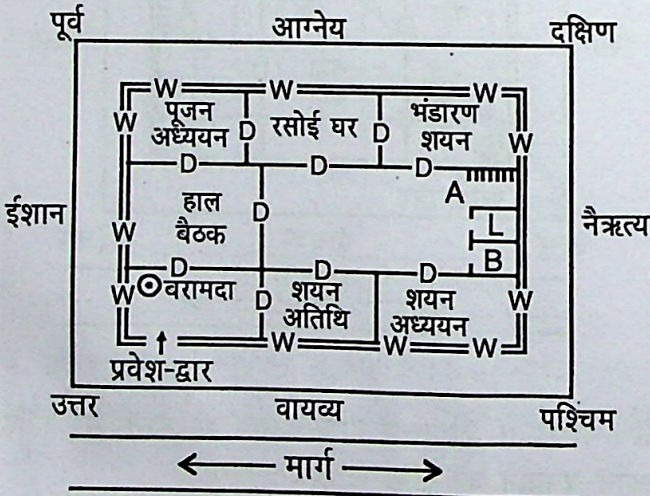 पूर्व आग्नेय दक्षिण
W W W
W पूजन रसोई घर भंडारण
अध्ययन D D शयन W
D D D
A
ईशान हाल D L नैऋत्य
W बैठक B
D D D
W वरामदा D शयन शयन W
अतिथि अध्ययन
W W W
प्रवेश-द्वार
उत्तर वायव्य पश्चिम
मार्ग